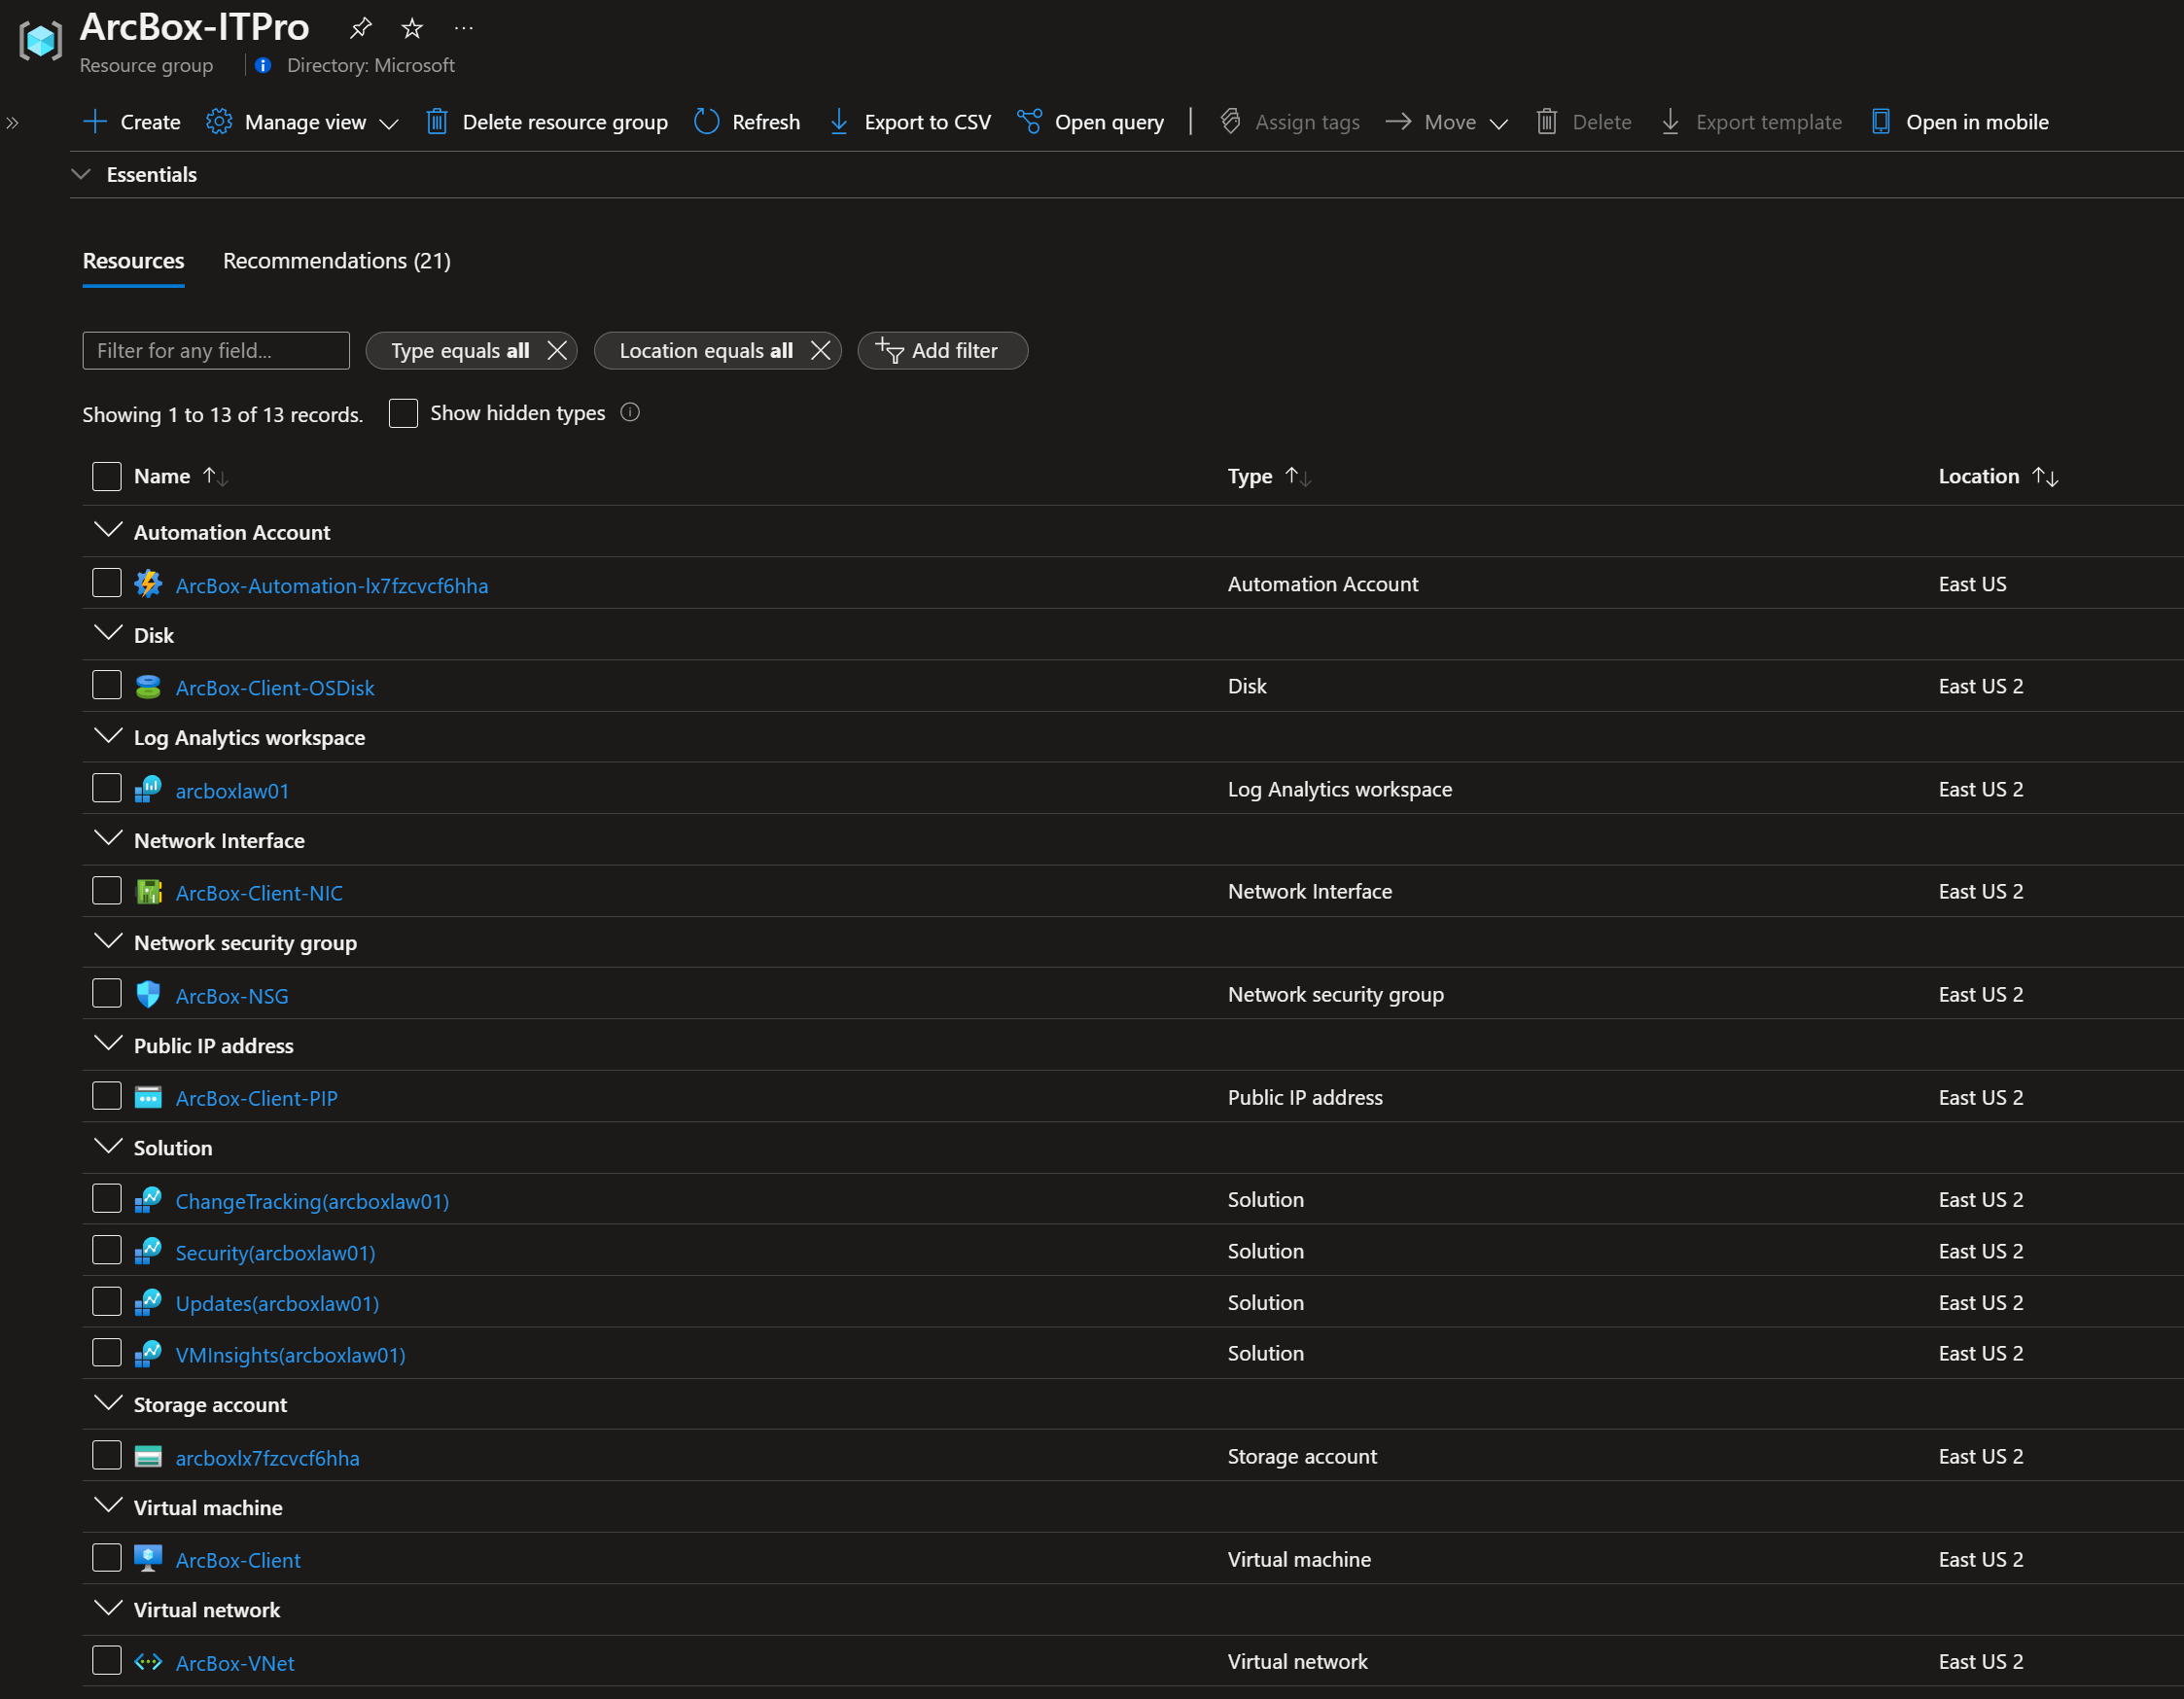 ArcBox-ITPro
Resource group
Directory: Microsoft
Create Manage view Delete resource group Refresh Export to CSV Open query Assign tags Move Delete Export template Open in mobile
Essentials
Resources Recommendations (21)
Filter for any field... Type equals all Location equals all Add filter
Showing 1 to 13 of 13 records. Show hidden types
Name Type Location
Automation Account
ArcBox-Automation-lx7fzcvcf6hha Automation Account East US
Disk
ArcBox-Client-OSDisk Disk East US 2
Log Analytics workspace
arcboxlaw01 Log Analytics workspace East US 2
Network Interface
ArcBox-Client-NIC Network Interface East US 2
Network security group
ArcBox-NSG Network security group East US 2
Public IP address
ArcBox-Client-PIP Public IP address East US 2
Solution
ChangeTracking(arcboxlaw01) Solution East US 2
Security(arcboxlaw01) Solution East US 2
Updates(arcboxlaw01) Solution East US 2
VMInsights(arcboxlaw01) Solution East US 2
Storage account
arcboxlx7fzcvcf6hha Storage account East US 2
Virtual machine
ArcBox-Client Virtual machine East US 2
Virtual network
ArcBox-VNet Virtual network East US 2